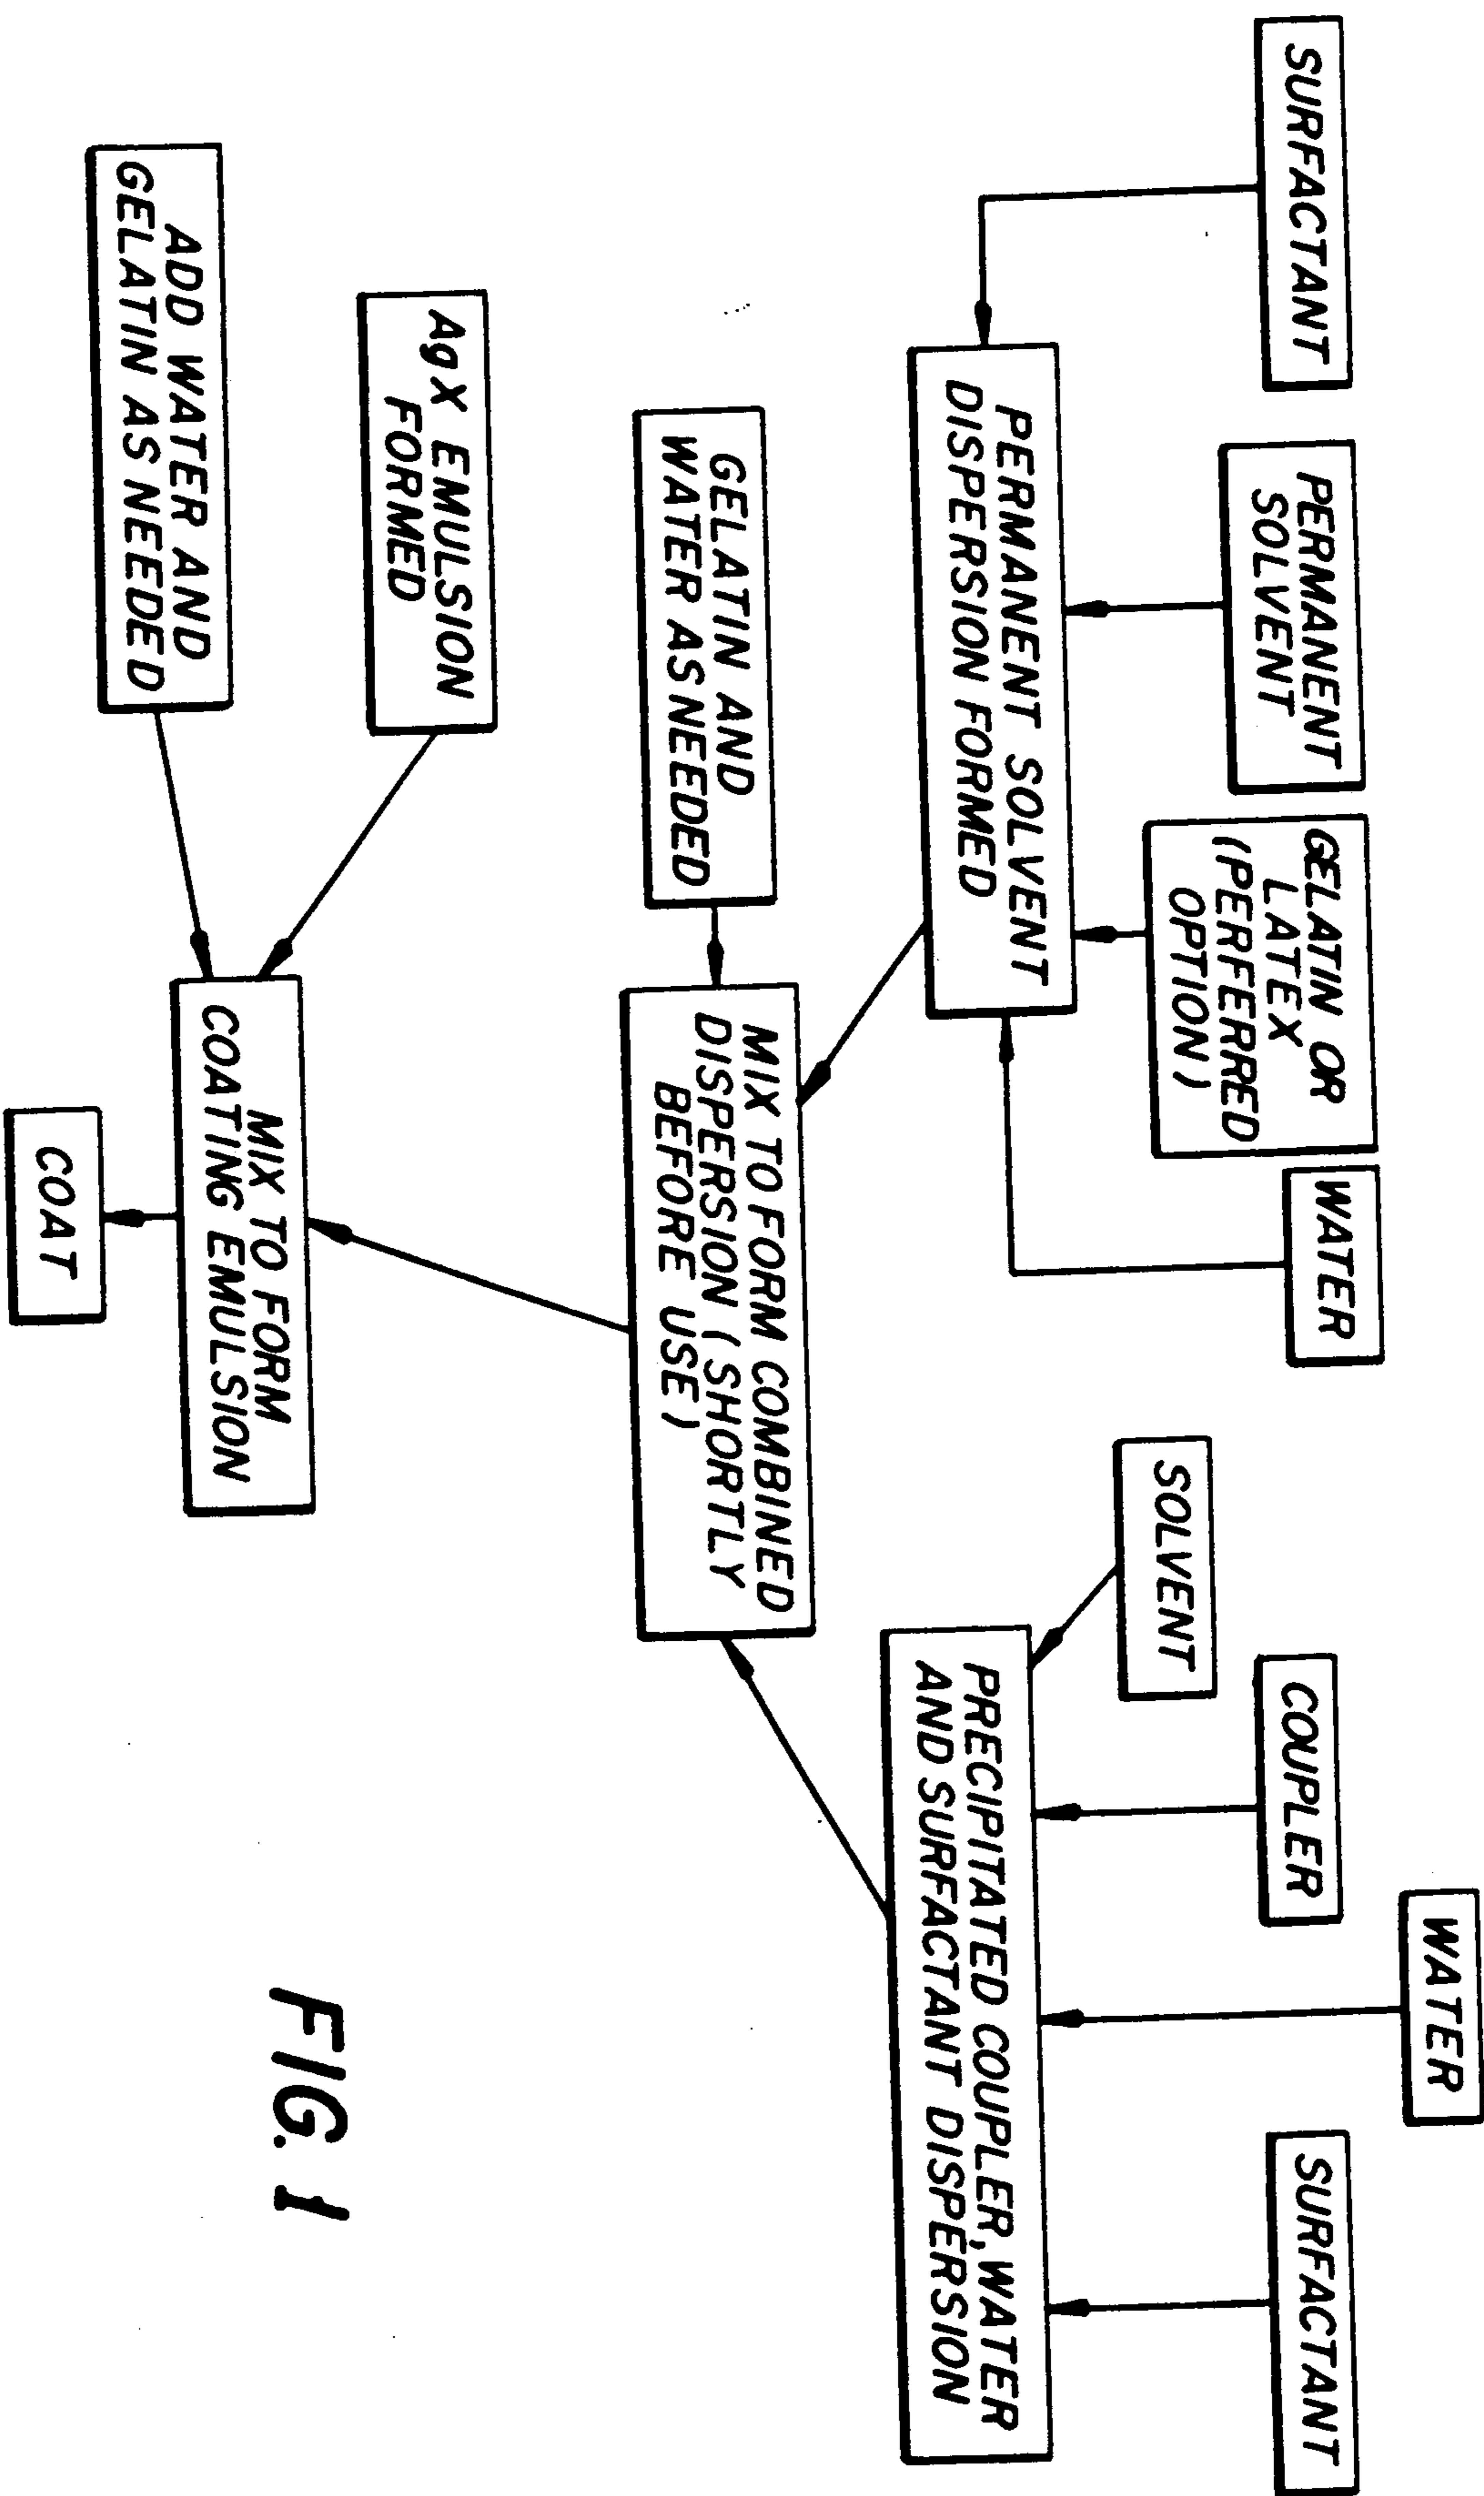 SURFACTANT
PERMANENT
SOLVENT
GELATIN OR
LATEX
(PERFERRED
OPTION)
WATER
SOLVENT
COUPLER
WATER
SURFACTANT
PERMANENT SOLVENT
DISPERSION FORMED
PRECIPITATED COUPLER, WATER
AND SURFACTANT DISPERSION
GELATIN AND
WATER AS NEEDED
MIX TO FORM COMBINED
DISPERSION (SHORTLY
BEFORE USE)
AgX EMULSION
FORMED
ADD WATER AND
GELATIN AS NEEDED
MIX TO FORM
COATING EMULSION
COAT
FIG. 1